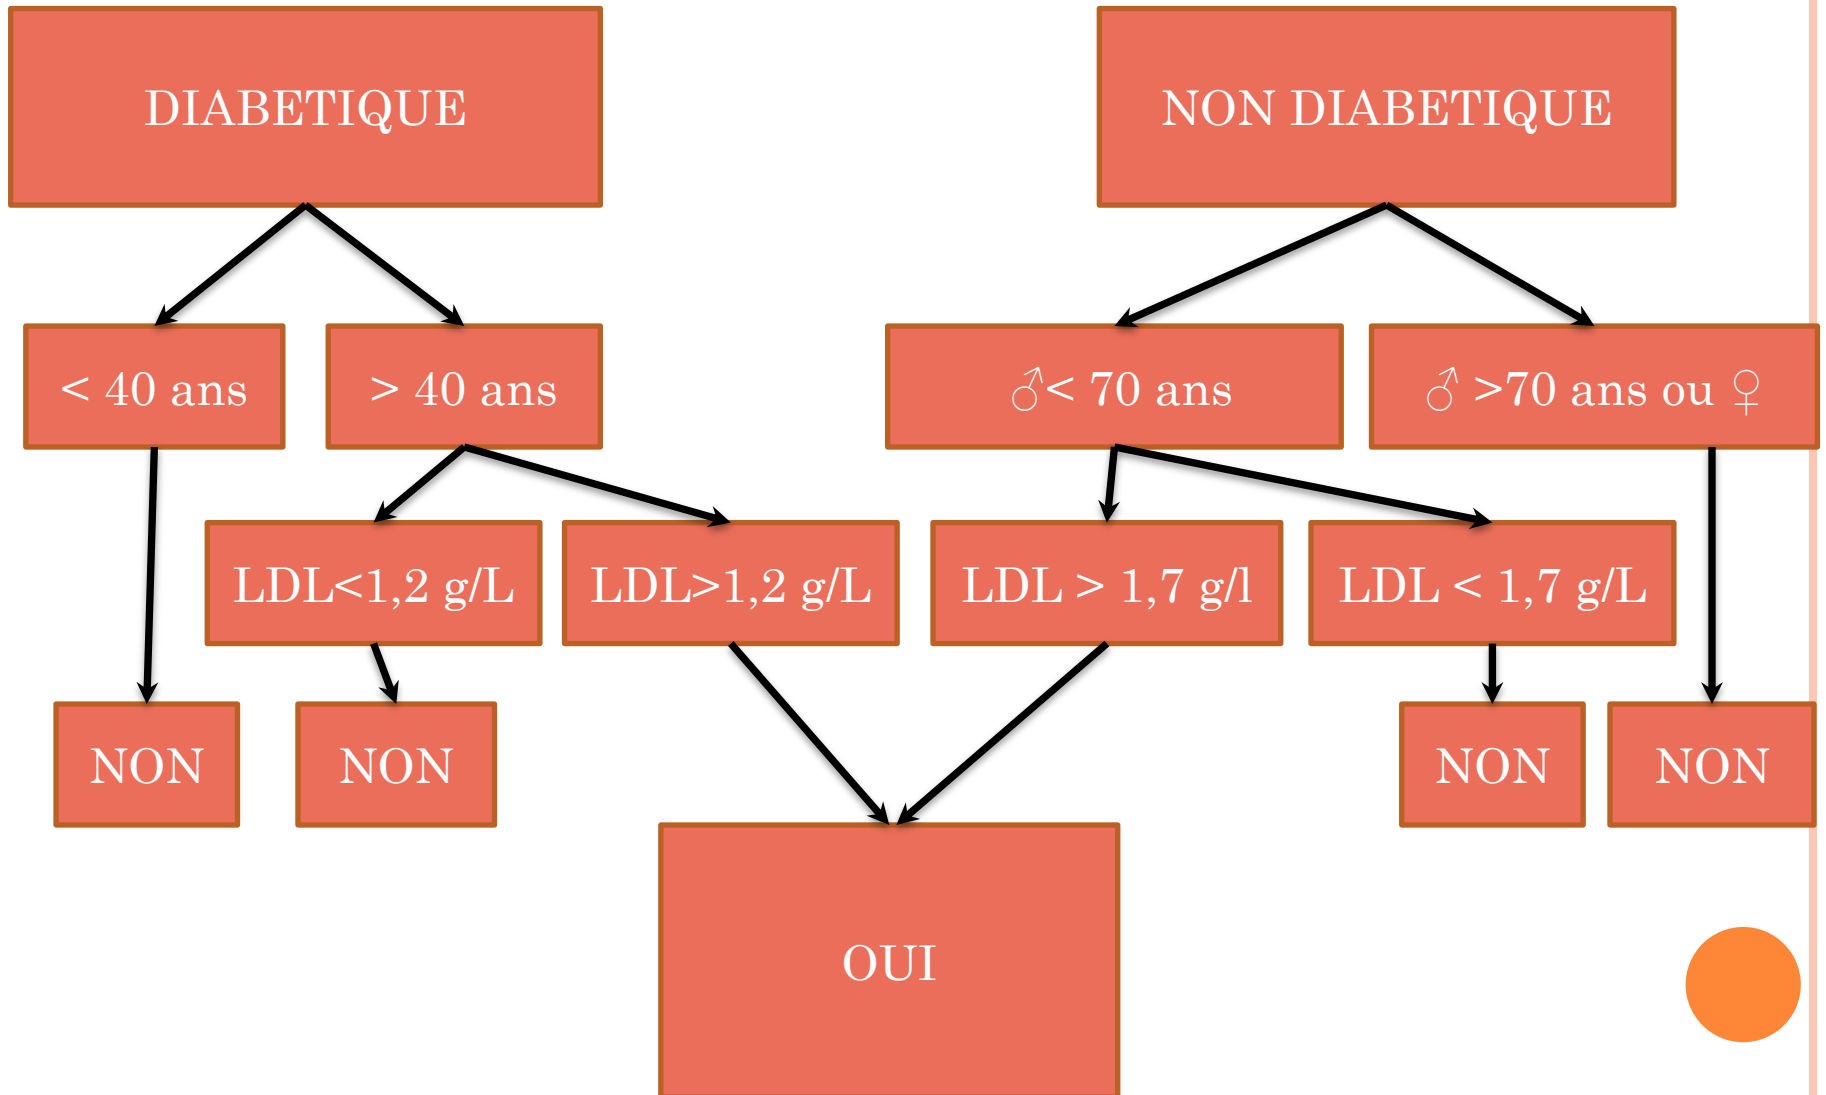 DIABETIQUE
NON DIABETIQUE
< 40 ans
> 40 ans
♂< 70 ans
♂ >70 ans ou ♀
LDL<1,2 g/L
LDL>1,2 g/L
LDL > 1,7 g/l
LDL < 1,7 g/L
NON
NON
NON
NON
OUI